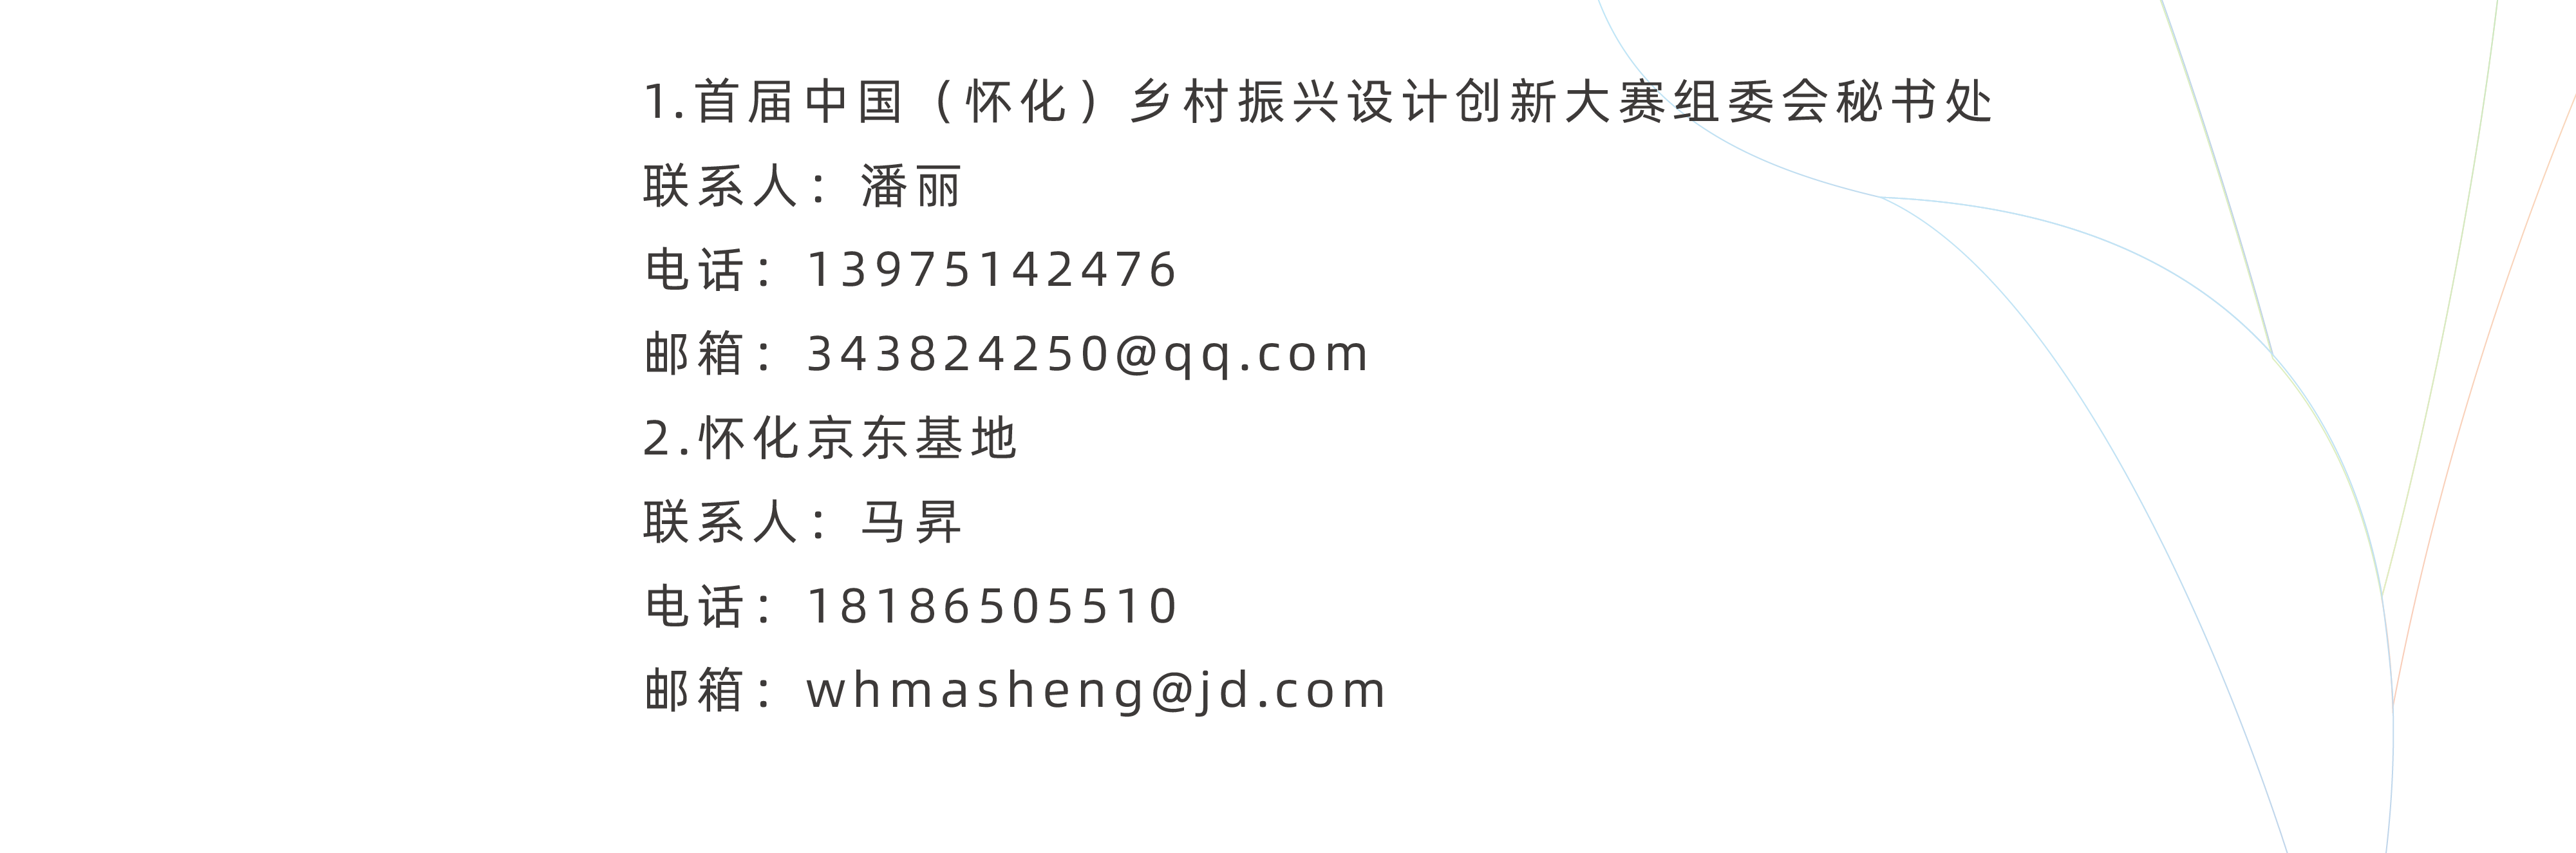 1.首届中国（怀化）乡村振兴设计创新大赛组委会秘书处
联系人：潘丽
电话：13975142476
邮箱：343824250@qq.com
2.怀化京东基地
联系人：马昇
电话：18186505510
邮箱：whmasheng@jd.com